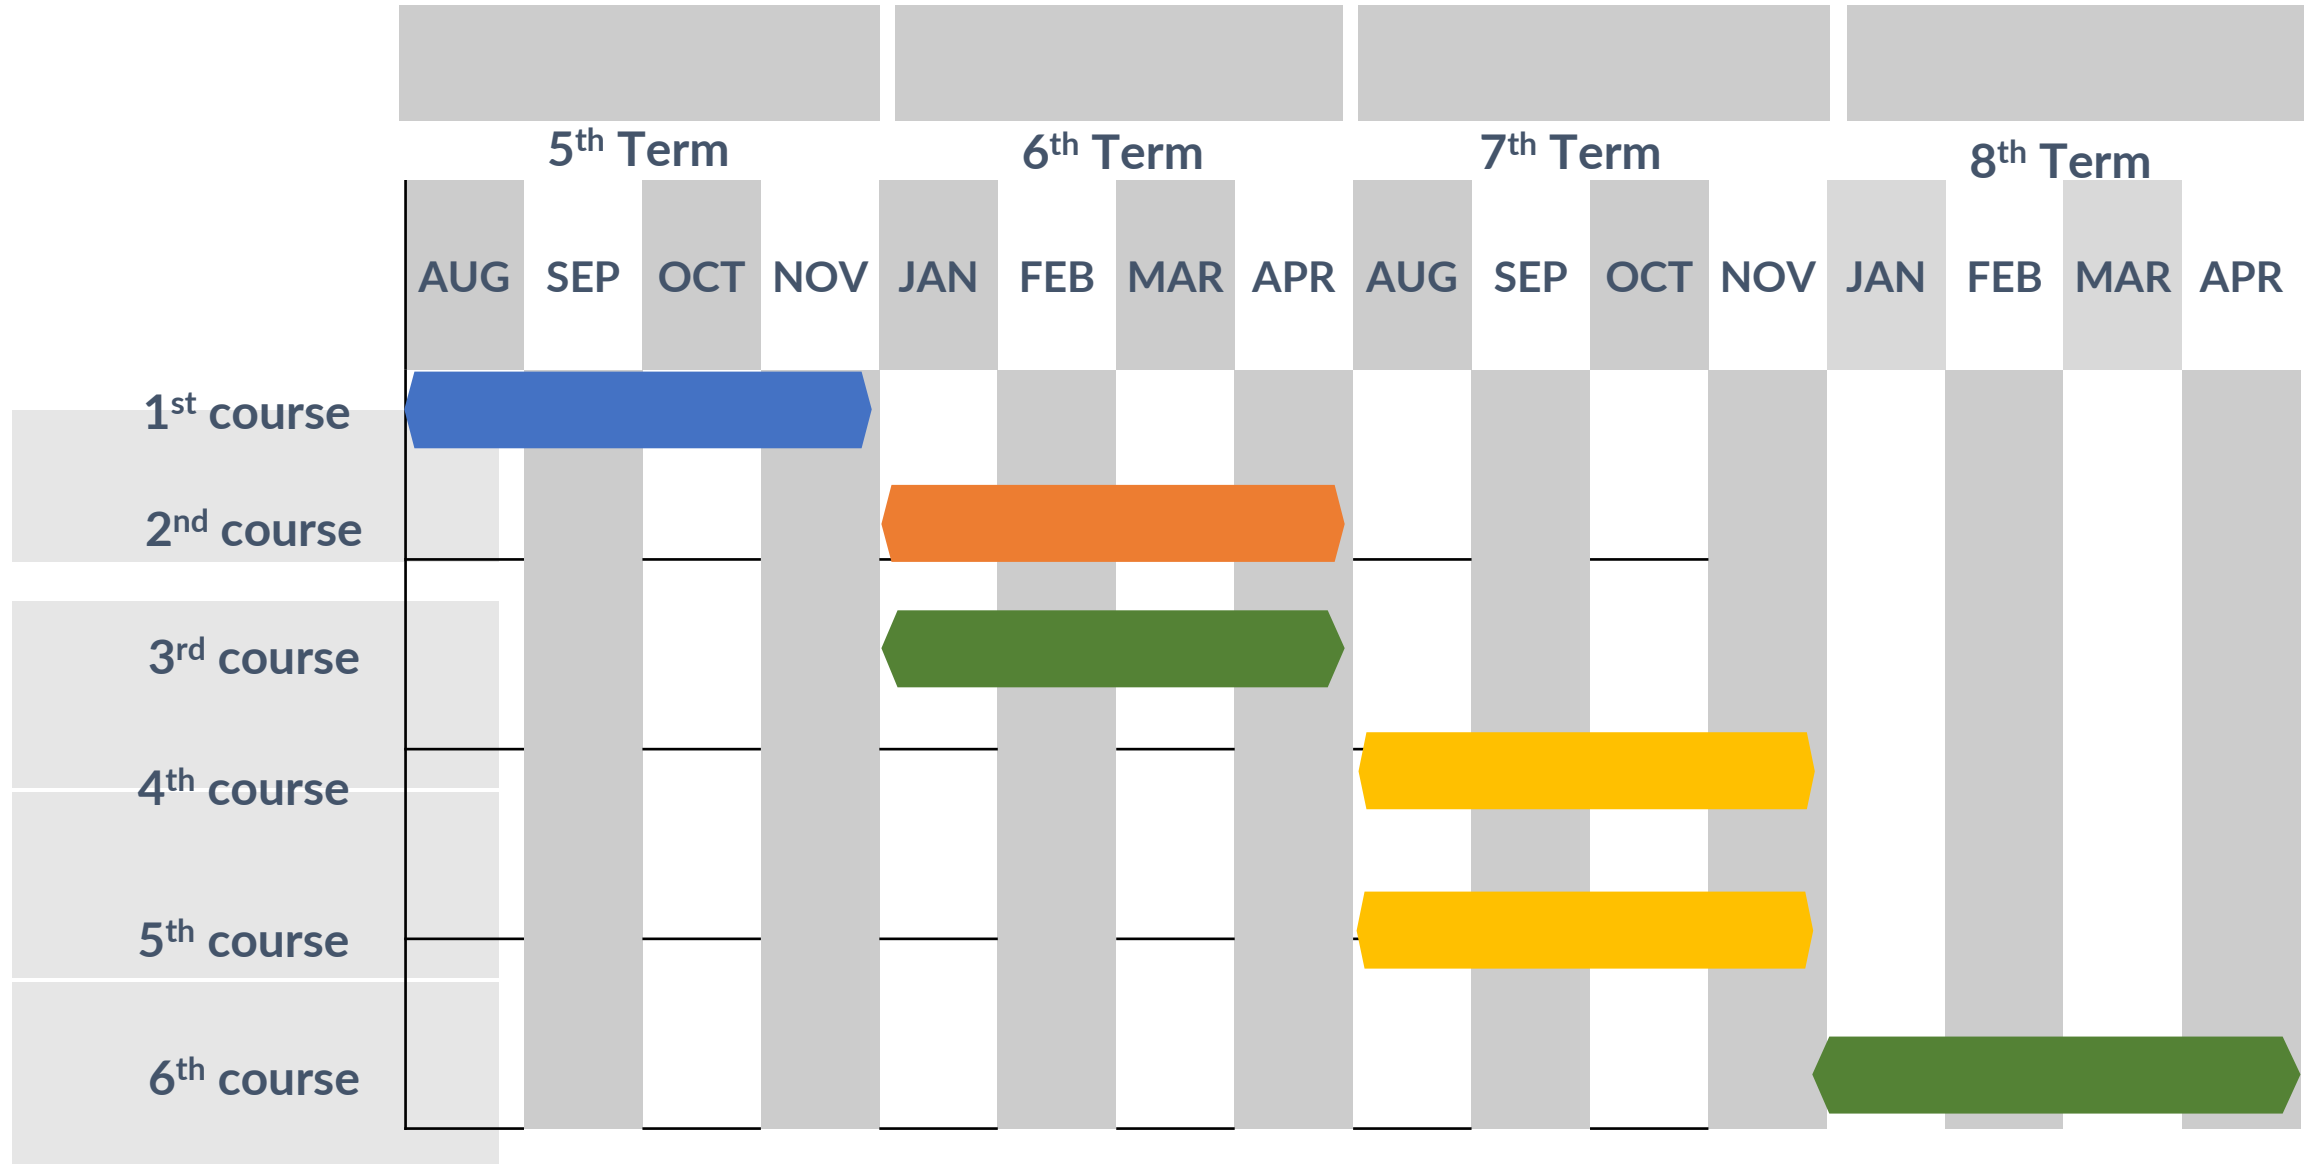 5th Term 6th Term 7th Term 8th Term
AUG SEP OCT NOV JAN FEB MAR APR AUG SEP OCT NOV JAN FEB MAR APR
1st course
2nd course
3rd course
4th course
5th course
6th course